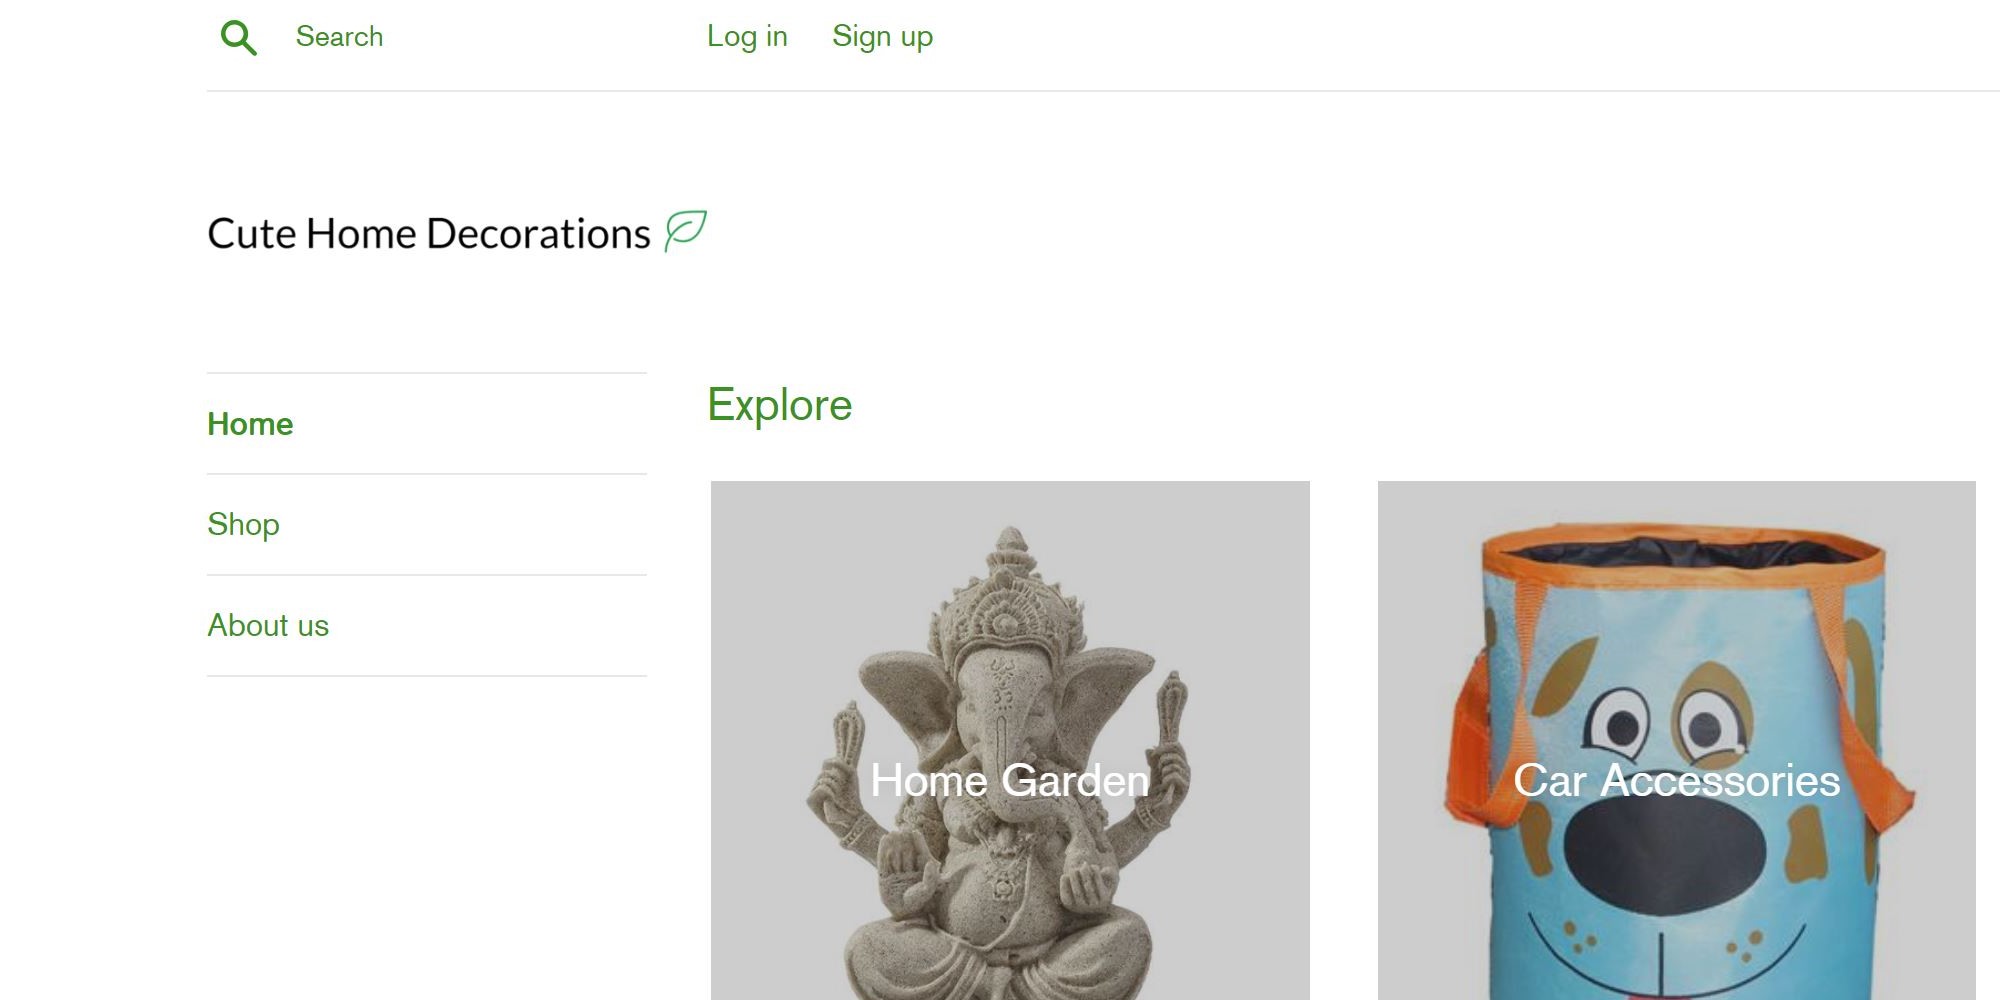 Search
Log in
Sign up
Cute Home Decorations
Home
Shop
About us
Explore
Home Garden
Car Accessories